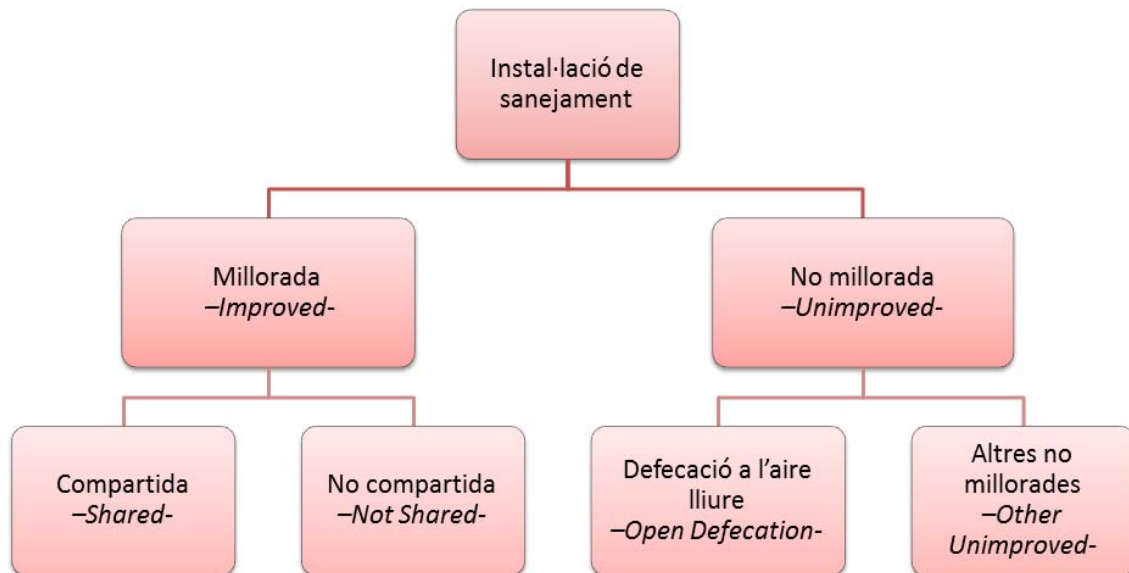 Instal·lació de
sanejament
Millorada
–Improved-
No millorada
–Unimproved-
Compartida
–Shared-
No compartida
–Not Shared-
Defecació a l’aire
lliure
–Open Defecation-
Altres no
millorades
–Other
Unimproved-